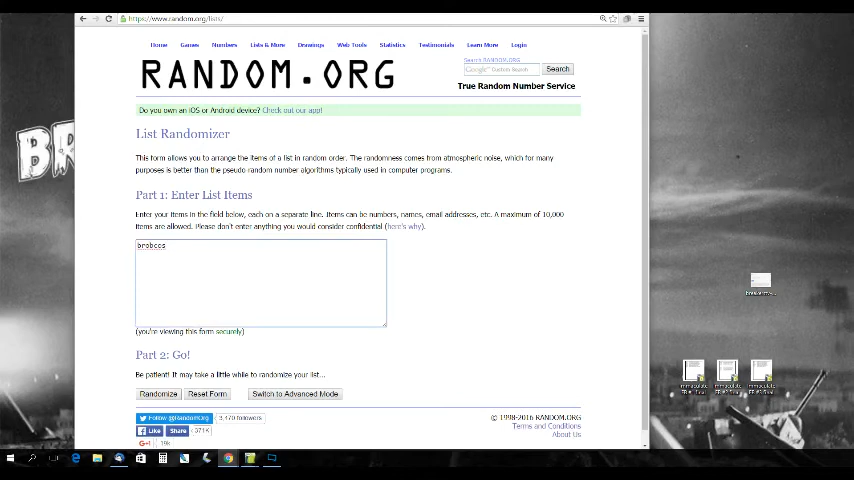 https://www.random.org/lists/
Home Games Numbers Lists & More Drawings Web Tools Statistics Testimonials Learn More Login
RANDOM.ORG
Search RANDOM.ORG
Google™ Custom Search Search
True Random Number Service
Do you own an iOS or Android device? Check out our app!
List Randomizer
This form allows you to arrange the items of a list in random order. The randomness comes from atmospheric noise, which for many
purposes is better than the pseudo-random number algorithms typically used in computer programs.
Part 1: Enter List Items
Enter your items in the field below, each on a separate line. Items can be numbers, names, email addresses, etc. A maximum of 10,000
items are allowed. Please don't enter anything you would consider confidential (here's why).
brobccs
(you're viewing this form securely)
Part 2: Go!
Be patient! It may take a little while to randomize your list...
Randomize Reset Form Switch to Advanced Mode
Follow @RandomOrg 3,470 followers
Like Share 371K
G+1 19k
© 1998-2016 RANDOM.ORG
Terms and Conditions
About Us
BR
immaculate
immaculate
immaculate